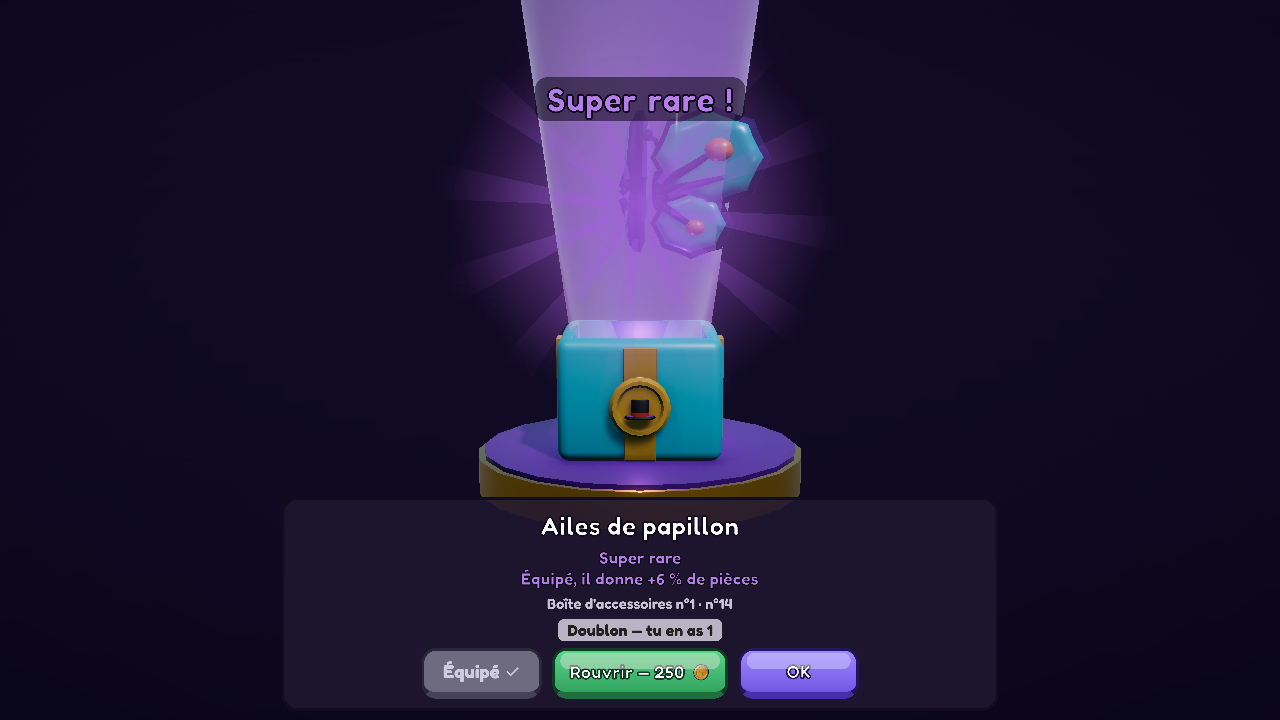 Super rare !
Ailes de papillon
Super rare
Équipé, il donne +6 % de pièces
Boîte d'accessoires n°1 · n°14
Doublon — tu en as 1
Équipé ✓
Rouvrir — 250
OK